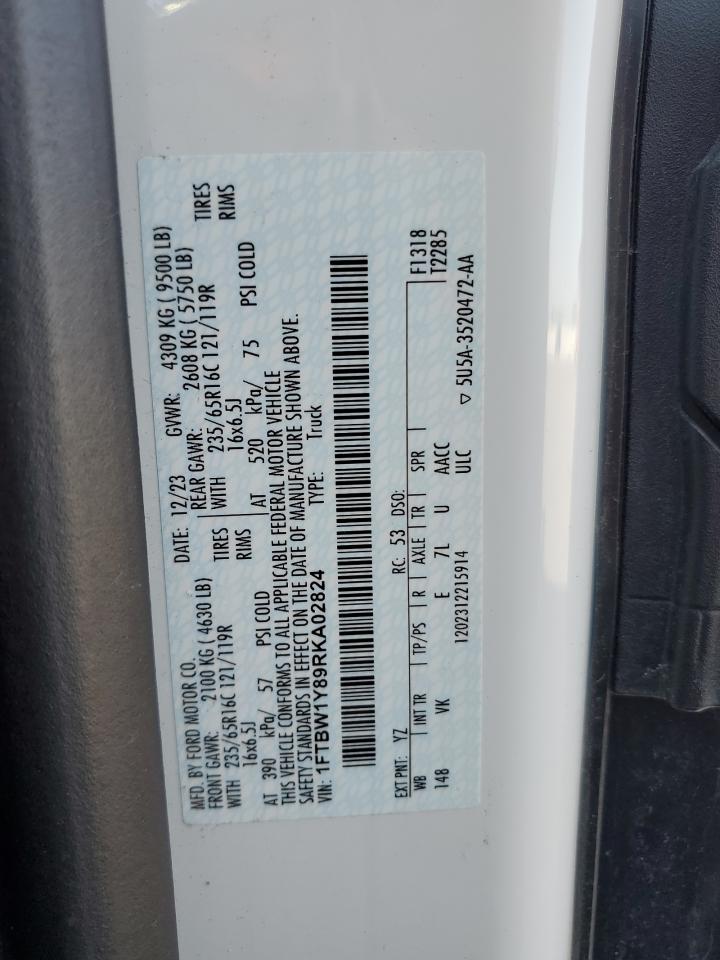 MFD. BY FORD MOTOR CO.
DATE: 12/23 GVWR: 4309 KG ( 9500 LB)
FRONT GAWR: 2100 KG ( 4630 LB)
REAR GAWR: 2608 KG ( 5750 LB)
WITH 235/65R16C 121/119R TIRES
WITH 235/65R16C 121/119R TIRES
16x6.5J RIMS
16x6.5J RIMS
AT 390 kPa/ 57 PSI COLD
AT 520 kPa/ 75 PSI COLD
THIS VEHICLE CONFORMS TO ALL APPLICABLE FEDERAL MOTOR VEHICLE
SAFETY STANDARDS IN EFFECT ON THE DATE OF MANUFACTURE SHOWN ABOVE.
VIN: 1FTBW1Y89RKA02824 TYPE: Truck
EXT PNT: YZ RC: 53 DSO:
WB INT TR TP/PS R AXLE TR SPR F1318
148 VK E 7L U AACC T2285
1202312215914 ULC
▽ 5U5A-3520472-AA